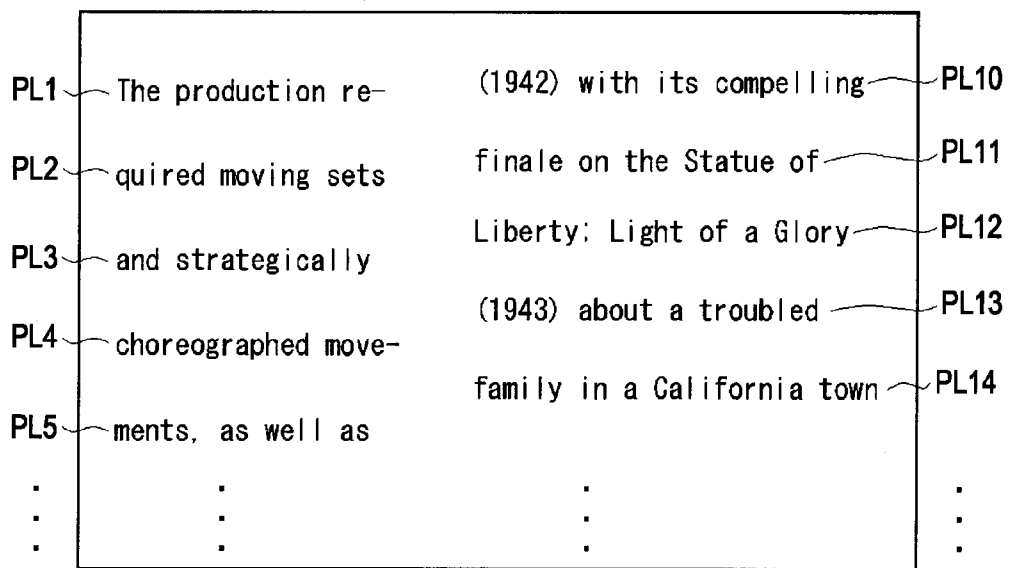 PL1 The production re-
PL2 quired moving sets
PL3 and strategically
PL4 choreographed move-
PL5 ments, as well as
(1942) with its compelling PL10
finale on the Statue of PL11
Liberty: Light of a Glory PL12
(1943) about a troubled PL13
family in a California town PL14